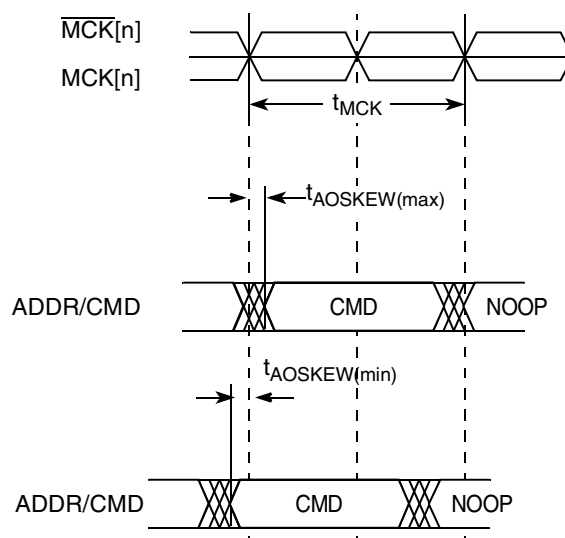 MCK[n]
MCK[n]
tMCK
tAOSKEW(max)
ADDR/CMD
CMD
NOOP
tAOSKEW(min)
ADDR/CMD
CMD
NOOP